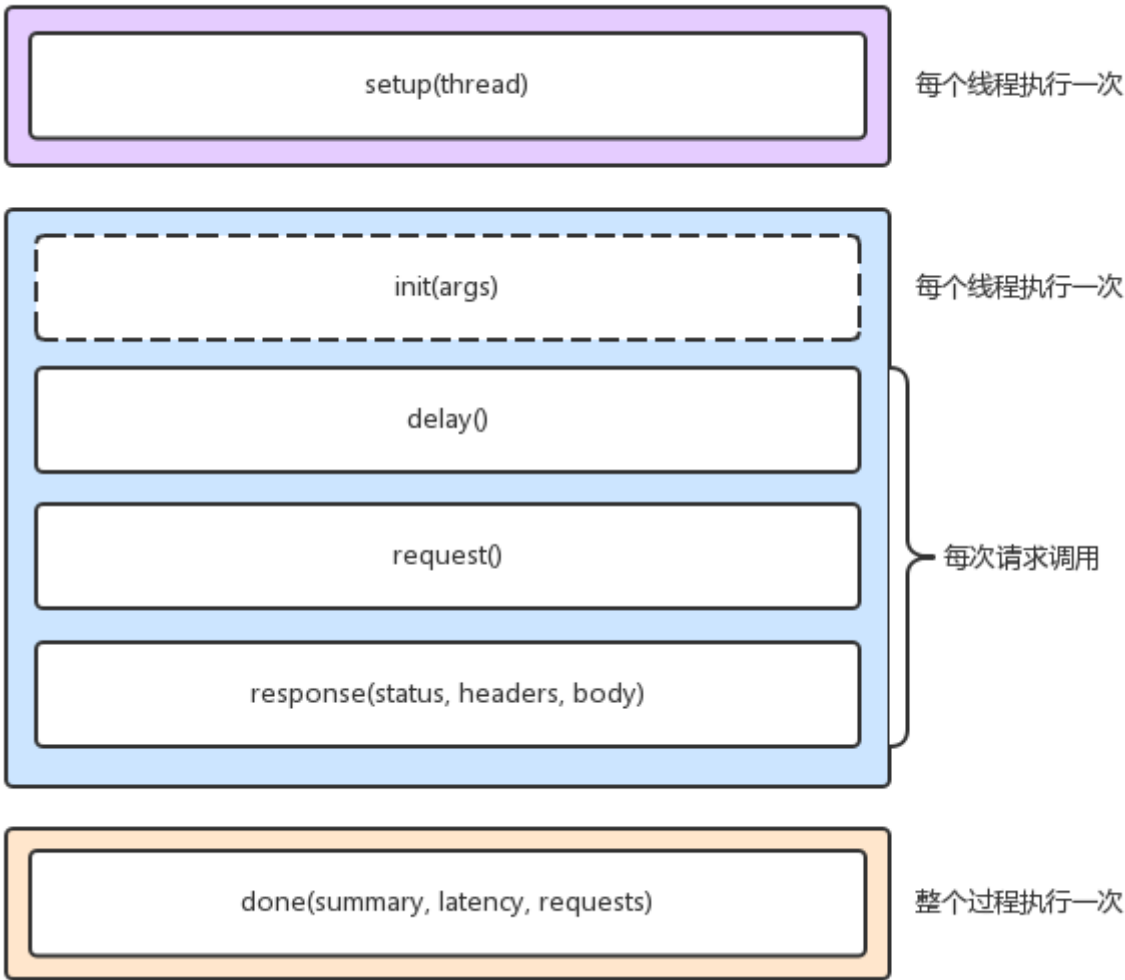 setup(thread)
每个线程执行一次
init(args)
每个线程执行一次
delay()
request()
每次请求调用
response(status, headers, body)
done(summary, latency, requests)
整个过程执行一次